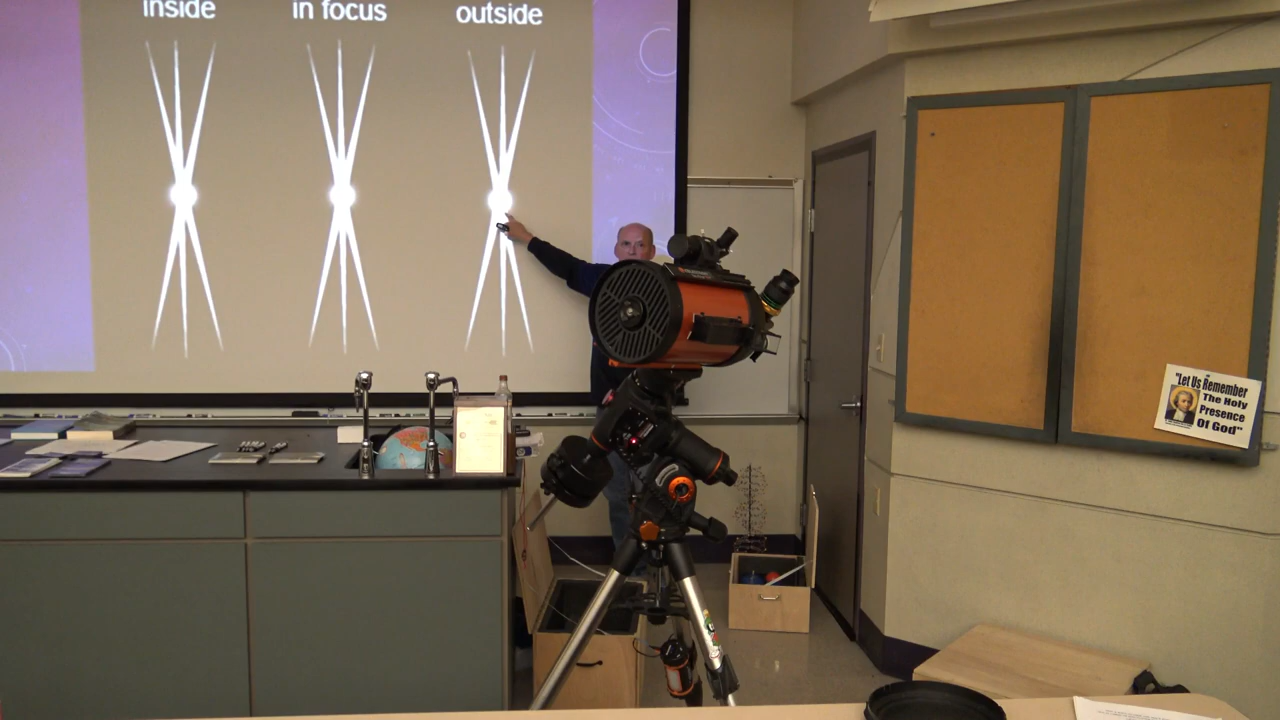 inside
in focus
outside
"Let Us Remember
The Holy
Presence
Of God"